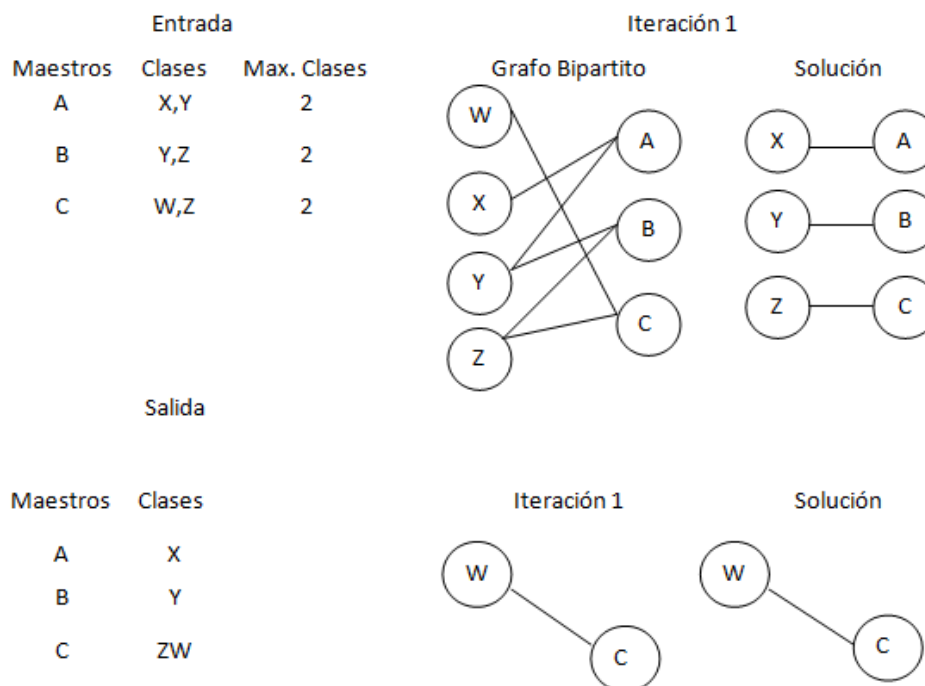 Entrada
Maestros Clases Max. Clases
A X,Y 2
B Y,Z 2
C W,Z 2
Iteración 1
Grafo Bipartito Solución
W
A
X
B
Y
C
Z
X A
Y B
Z C
Salida
Maestros Clases
A X
B Y
C ZW
Iteración 1 Solución
W
C
W
C